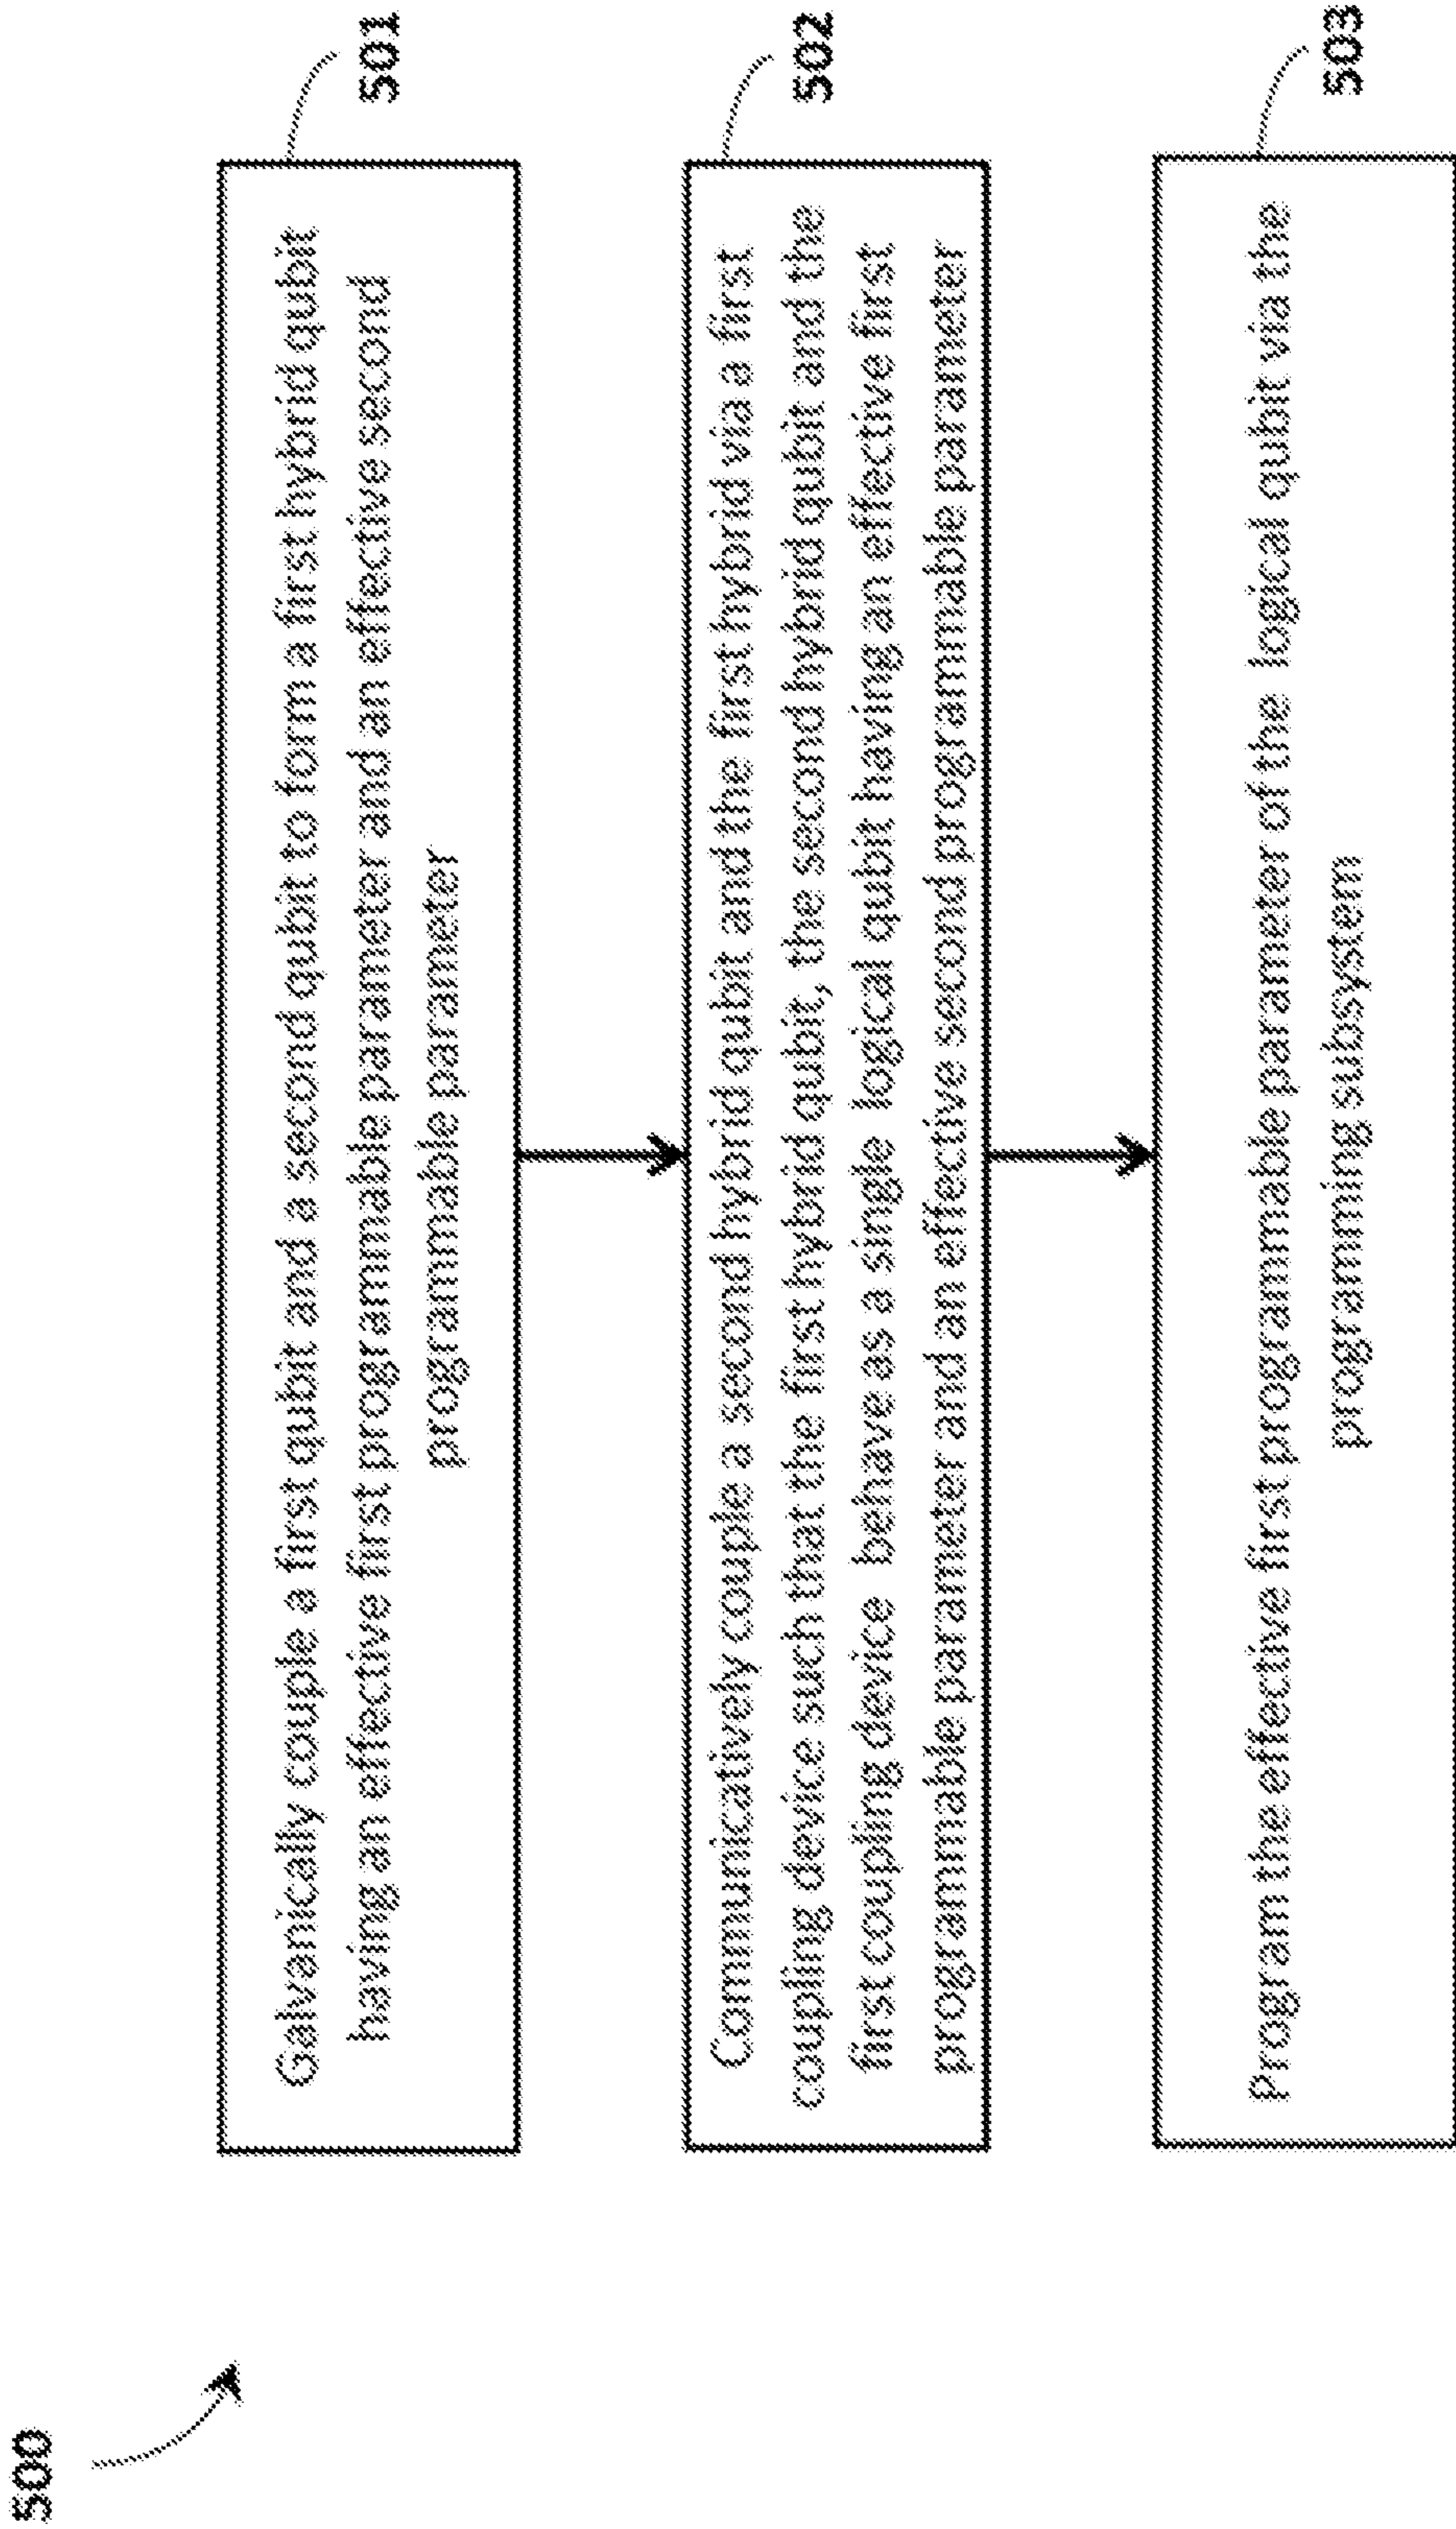 500
501
Galvanically couple a first qubit and a second qubit to form a first hybrid qubit
having an effective first programmable parameter and an effective second
programmable parameter
502
Communicatively couple a second hybrid qubit and the first hybrid via a first
coupling device such that the first hybrid qubit, the second hybrid qubit and the
first coupling device behave as a single logical qubit having an effective first
programmable parameter and an effective second programmable parameter
503
Program the effective first programmable parameter of the logical qubit via the
programming subsystem